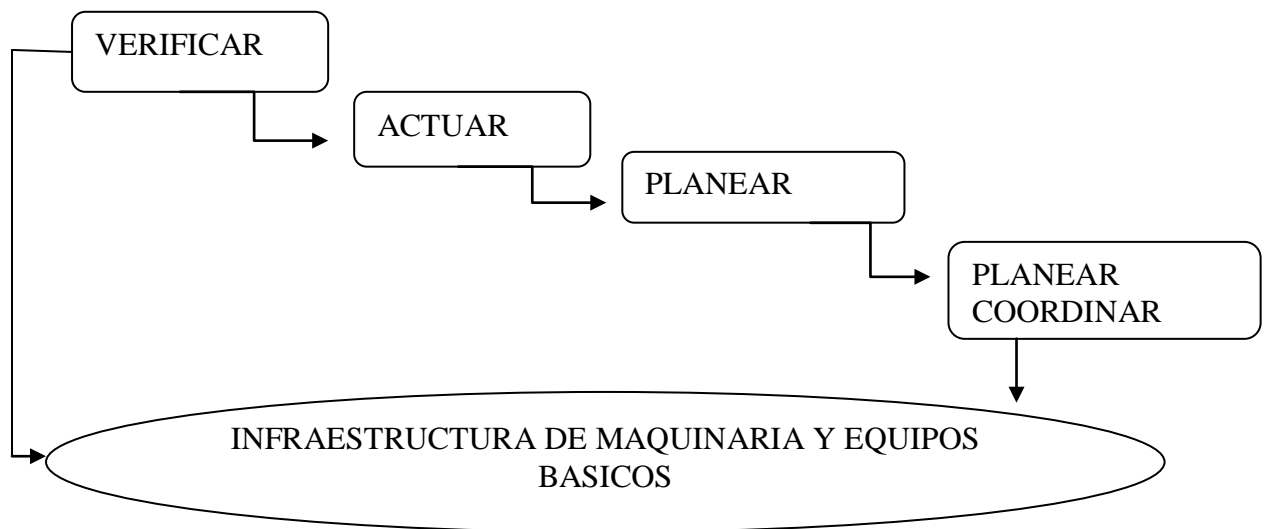 VERIFICAR
ACTUAR
PLANEAR
PLANEAR
COORDINAR
INFRAESTRUCTURA DE MAQUINARIA Y EQUIPOS
BASICOS